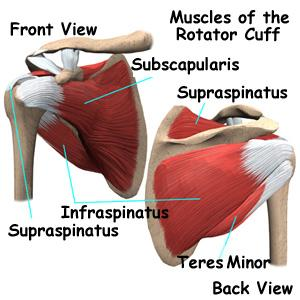 Front View
Muscles of the
Rotator Cuff
Subscapularis
Supraspinatus
Infraspinatus
Supraspinatus
Teres Minor
Back View